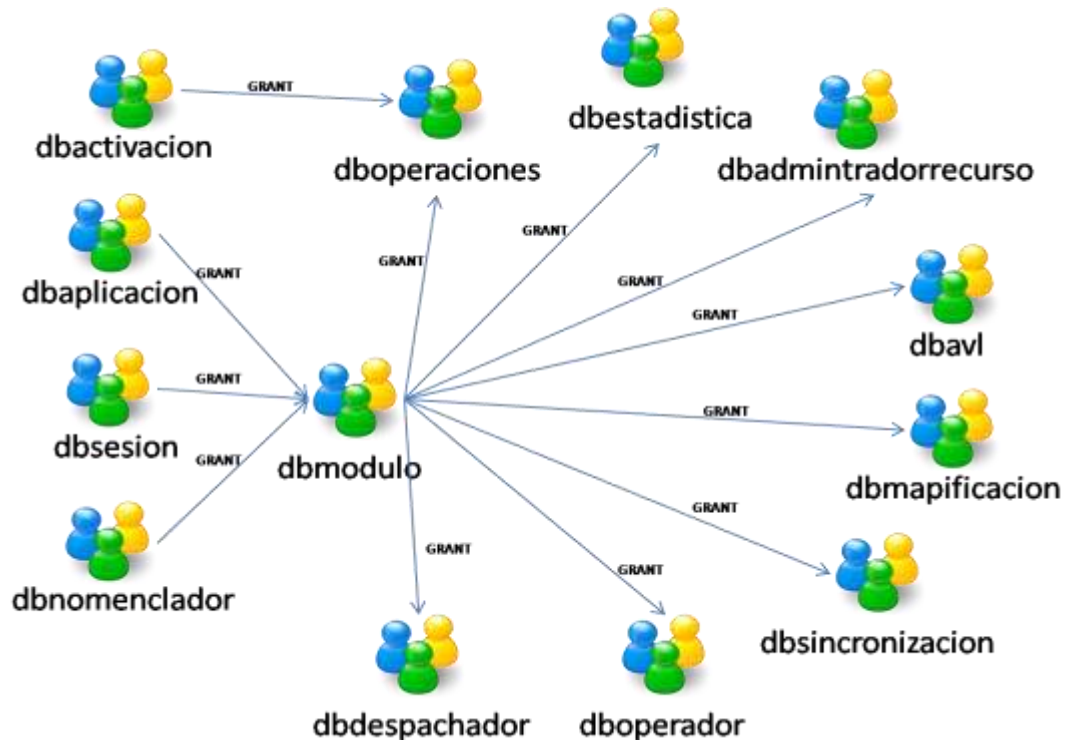 dbactivacion
GRANT
dboperaciones
dbestadistica
dbadmintradorrecurso
dbaplicacion
GRANT
GRANT
GRANT
GRANT
dbavl
GRANT
dbsesion
GRANT
dbmodulo
GRANT
dbmapificacion
GRANT
dbnomenclador
GRANT
GRANT
GRANT
dbsincronizacion
dbdespachador
dboperador